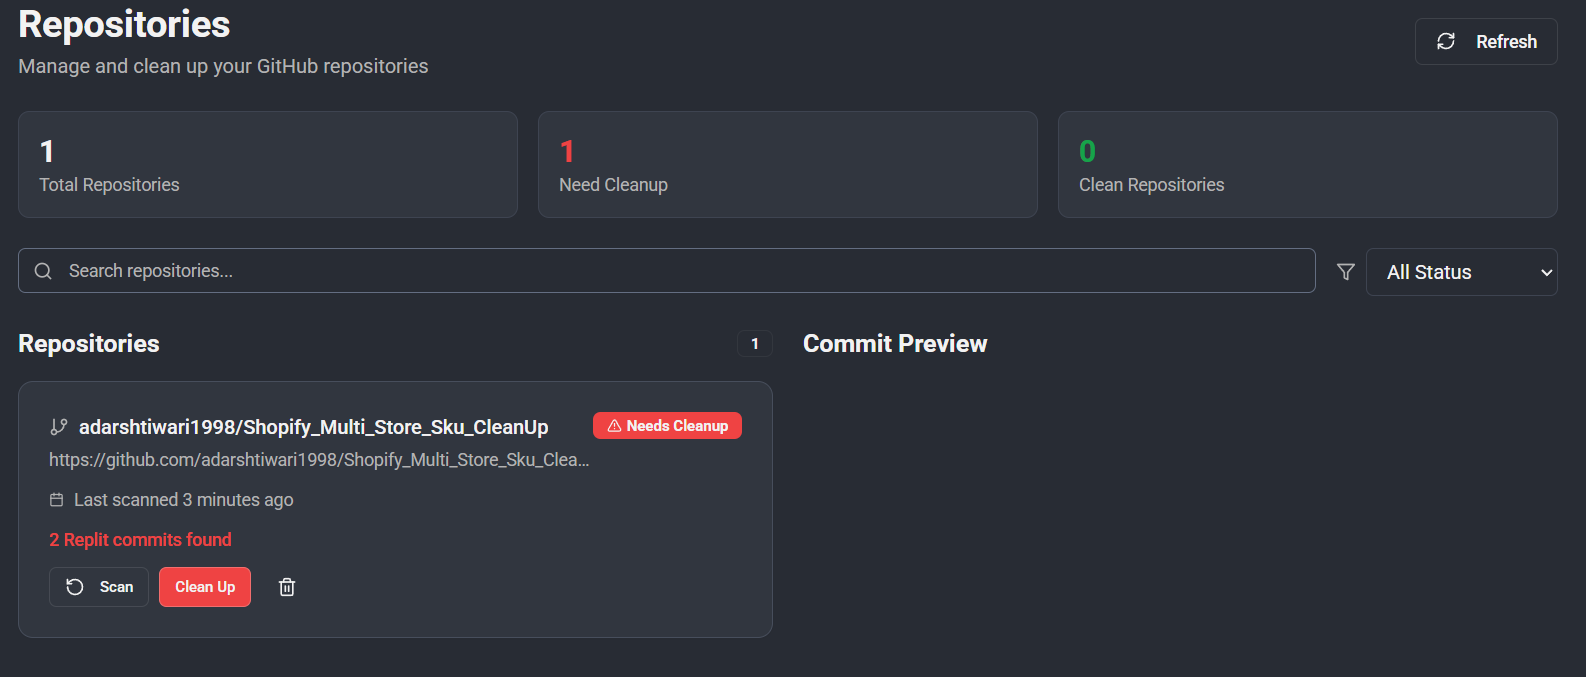 Repositories
Manage and clean up your GitHub repositories
Refresh
1
Total Repositories
1
Need Cleanup
0
Clean Repositories
Search repositories...
All Status
Repositories
1
adarshtiwari1998/Shopify_Multi_Store_Sku_CleanUp
Needs Cleanup
https://github.com/adarshtiwari1998/Shopify_Multi_Store_Sku_Clea...
Last scanned 3 minutes ago
2 Replit commits found
Scan
Clean Up
Commit Preview